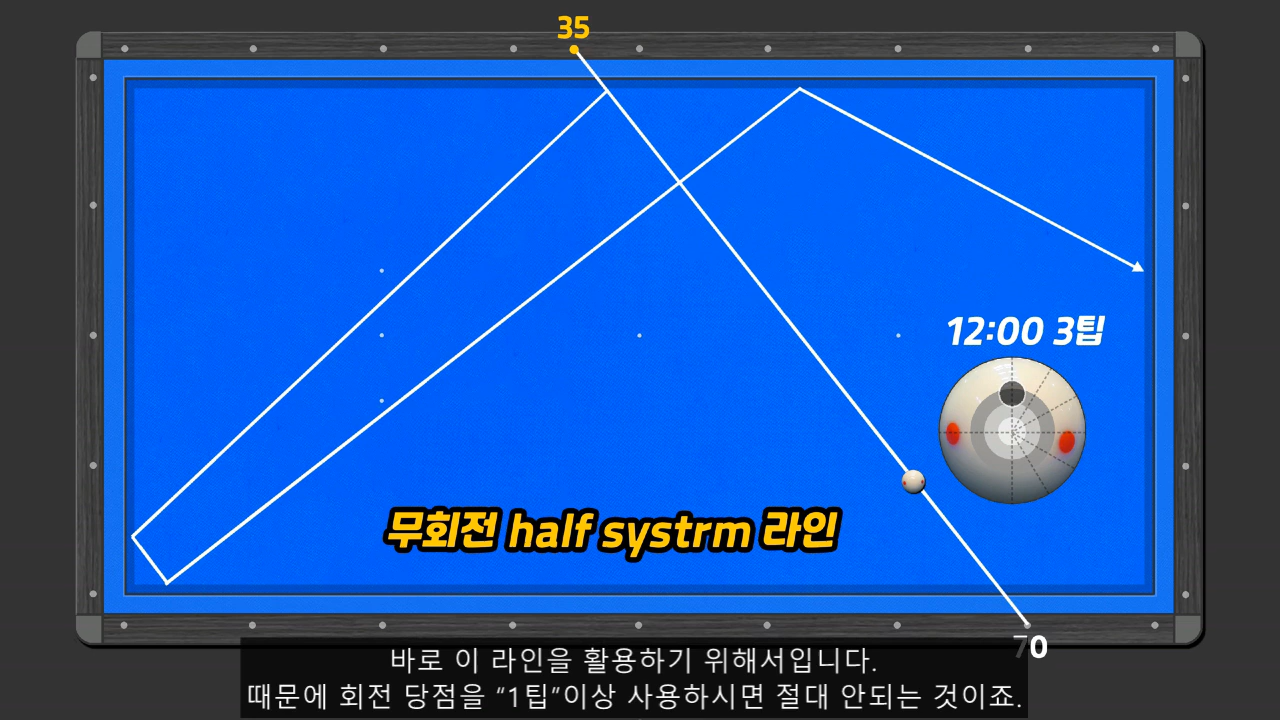 35
12:00 3팁
무회전 half systrm 라인
70
바로 이 라인을 활용하기 위해서입니다.
때문에 회전 당점을 “1팁”이상 사용하시면 절대 안되는 것이죠.